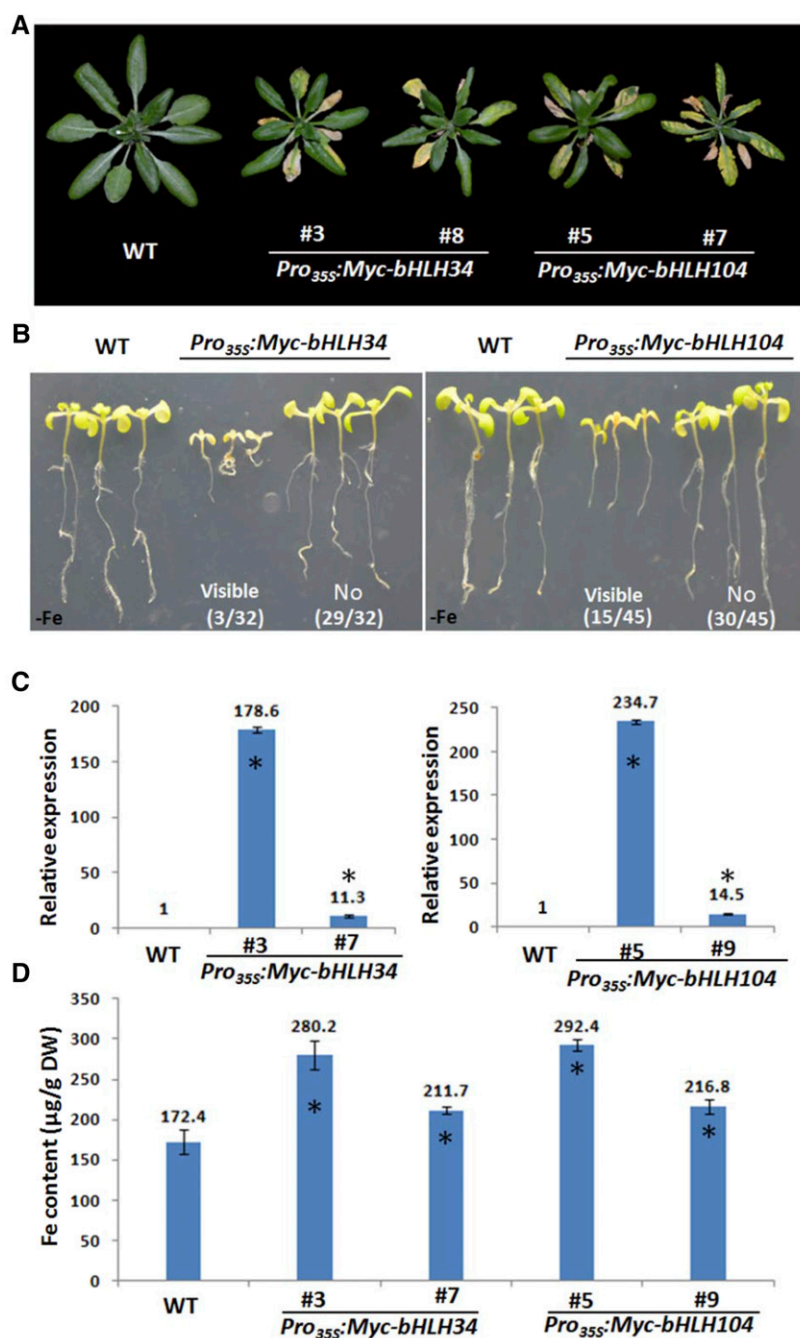 A
WT
#3 #8 #5 #7
Pro35S:Myc-bHLH34 Pro35S:Myc-bHLH104
B
WT Pro35S:Myc-bHLH34 WT Pro35S:Myc-bHLH104
Visible No Visible No
-Fe (3/32) (29/32) -Fe (15/45) (30/45)
C
Relative expression
200
150
100
50
0
178.6
11.3
1
WT #3 #7
Pro35S:Myc-bHLH34
Relative expression
250
200
150
100
50
0
234.7
14.5
1
WT #5 #9
Pro35S:Myc-bHLH104
D
Fe content (µg/g DW)
350
300
250
200
150
100
50
0
172.4 280.2 211.7 292.4 216.8
* * * *
WT #3 #7 #5 #9
Pro35S:Myc-bHLH34 Pro35S:Myc-bHLH104